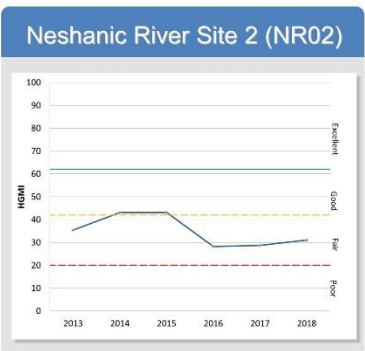 Neshanic River Site 2 (NR02)
100
90
80
70
60
50
40
30
20
10
0
HGMI
Excellent
Good
Fair
Poor
2013 2014 2015 2016 2017 2018